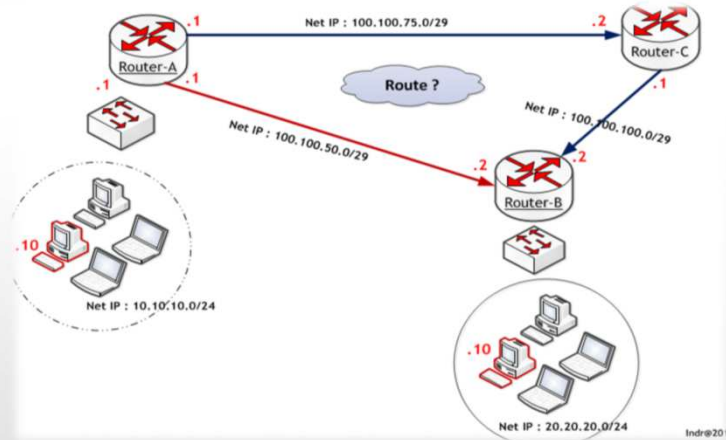 .1
Net IP : 100.100.75.0/29
.2
Router-A
Router-C
.1
.1
Route ?
.1
Net IP : 100.100.100.0/29
Net IP : 100.100.50.0/29
.2
.2
Router-B
.10
Net IP : 10.10.10.0/24
.10
Net IP : 20.20.20.0/24
Indr@201